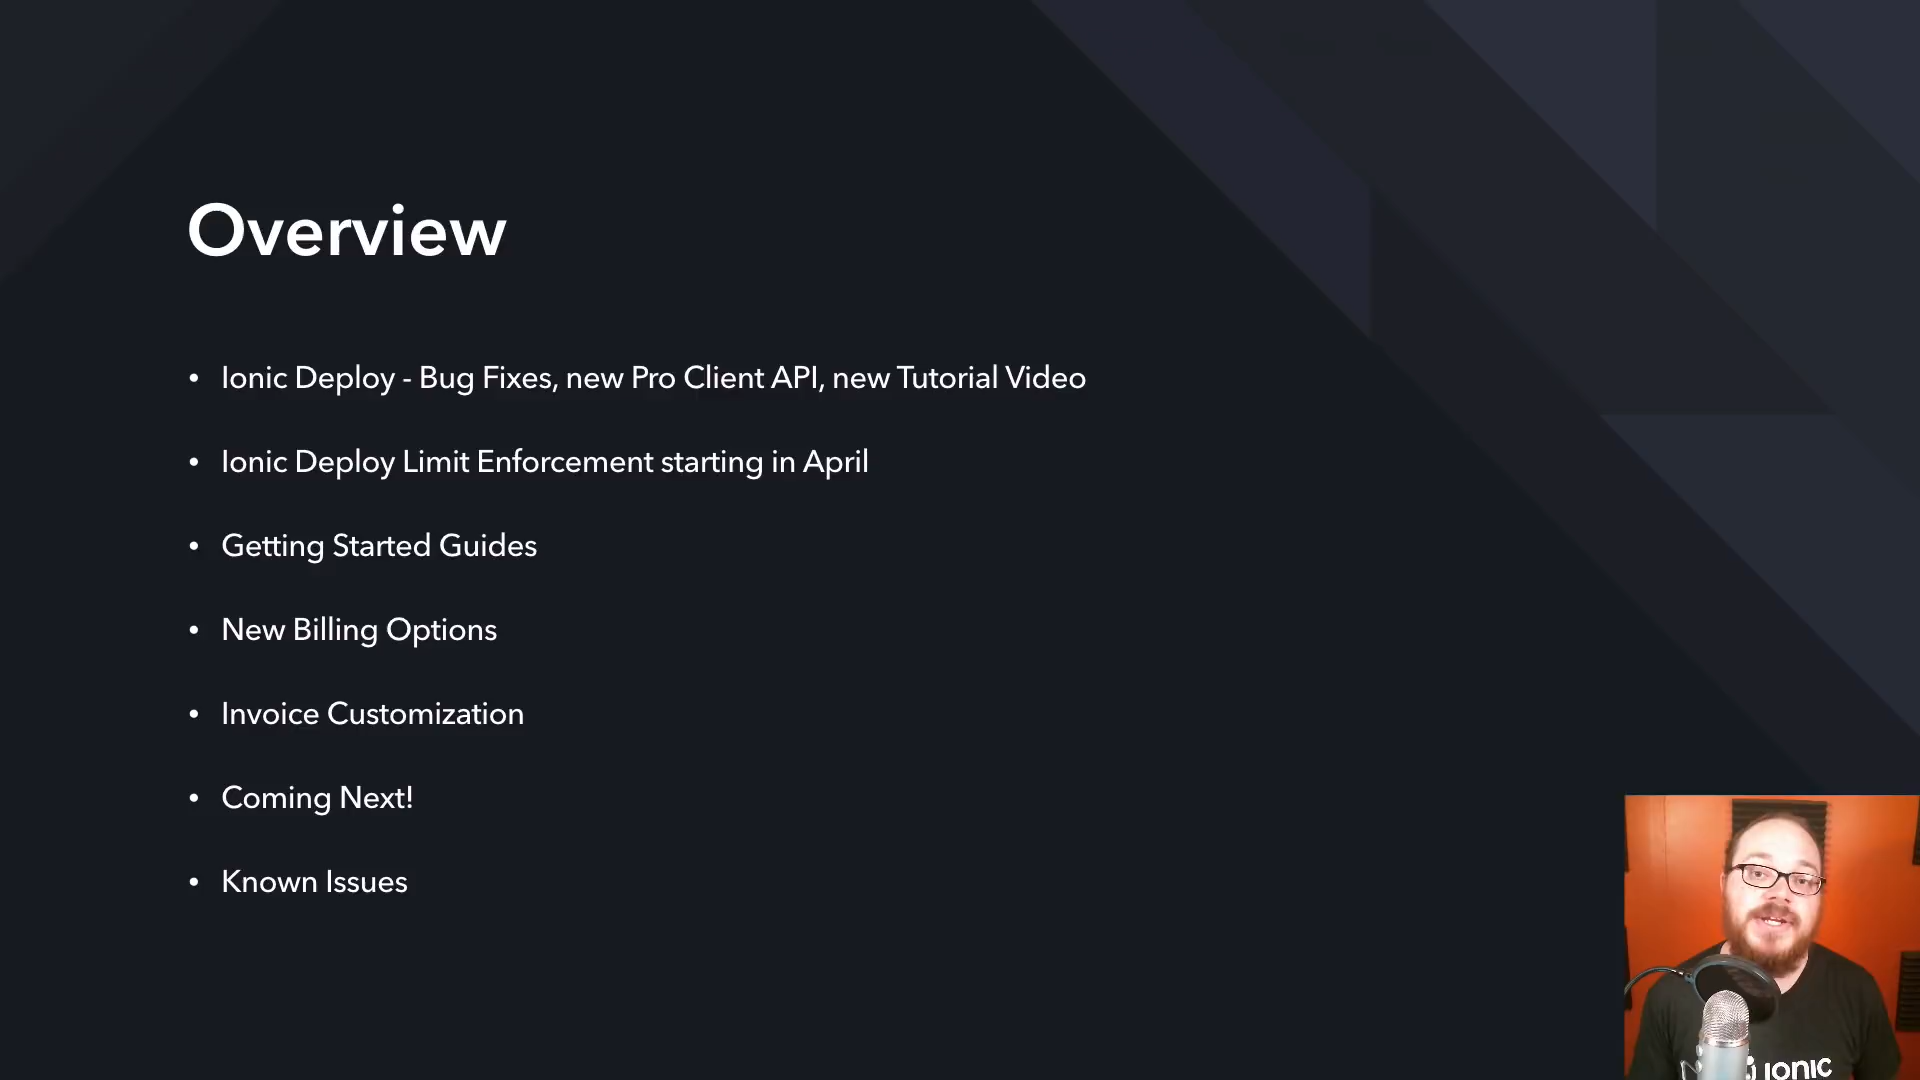 Overview
• Ionic Deploy - Bug Fixes, new Pro Client API, new Tutorial Video
• Ionic Deploy Limit Enforcement starting in April
• Getting Started Guides
• New Billing Options
• Invoice Customization
• Coming Next!
• Known Issues
ionic